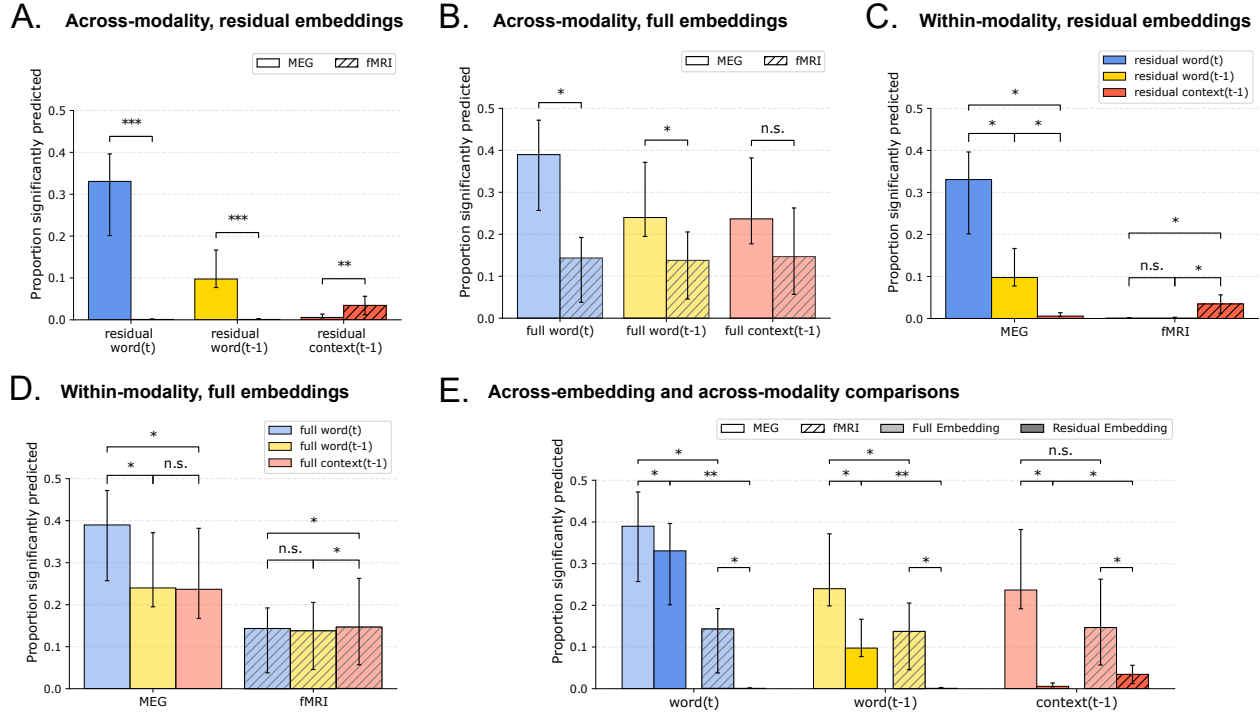 A. Across-modality, residual embeddings
MEG fMRI
Proportion significantly predicted
0.5
0.4
0.3
0.2
0.1
0.0
***
***
**
residual word(t)
residual word(t-1)
residual context(t-1)
B. Across-modality, full embeddings
MEG fMRI
Proportion significantly predicted
0.5
0.4
0.3
0.2
0.1
0.0
*
*
n.s.
full word(t) full word(t-1) full context(t-1)
C. Within-modality, residual embeddings
residual word(t)
residual word(t-1)
residual context(t-1)
Proportion significantly predicted
0.5
0.4
0.3
0.2
0.1
0.0
*
* *
*
n.s. *
MEG fMRI
D. Within-modality, full embeddings
full word(t)
full word(t-1)
full context(t-1)
Proportion significantly predicted
0.5
0.4
0.3
0.2
0.1
0.0
*
* n.s.
*
n.s. *
MEG fMRI
E. Across-embedding and across-modality comparisons
MEG fMRI Full Embedding Residual Embedding
Proportion significantly predicted
0.5
0.4
0.3
0.2
0.1
0.0
*
* **
*
*
* **
*
n.s.
* *
*
word(t) word(t-1) context(t-1)